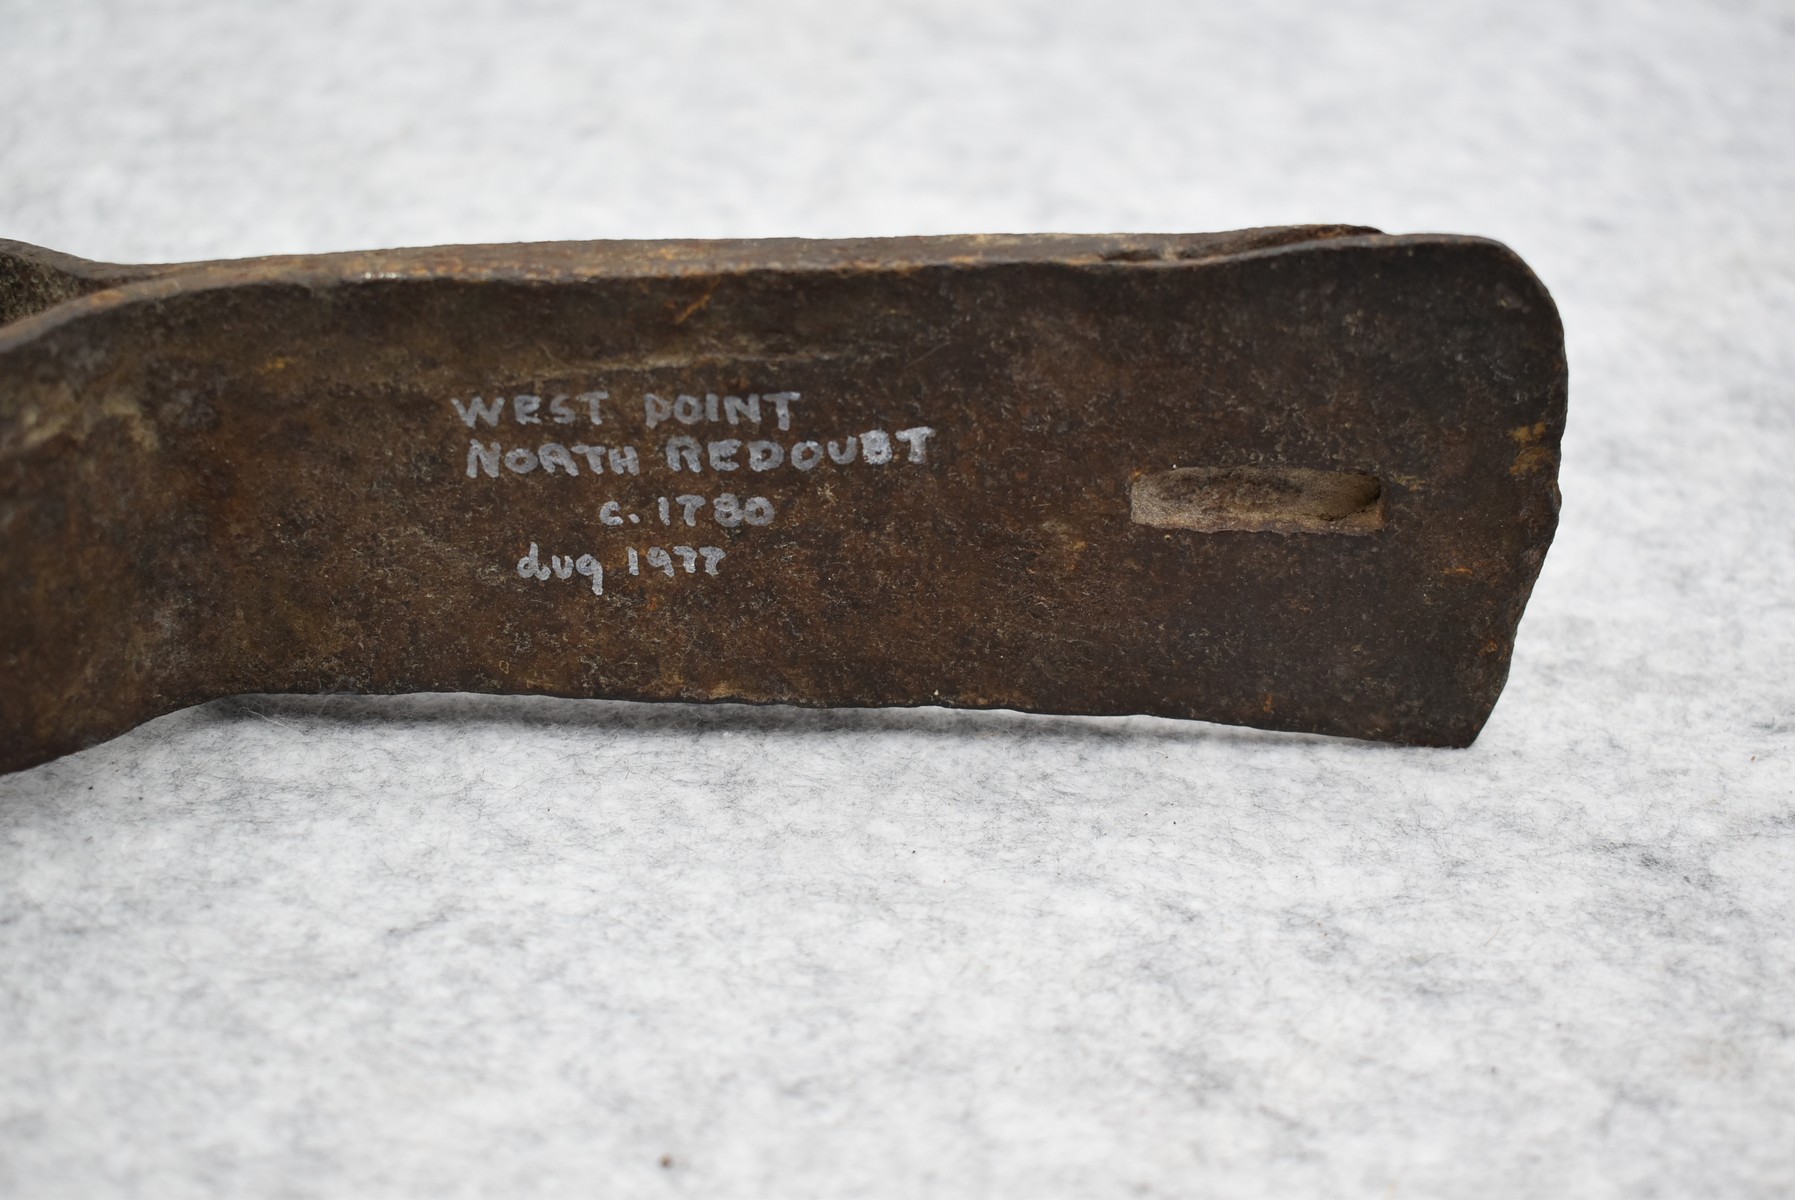 WEST POINT
NORTH REDOUBT
c. 1780
dug 1977